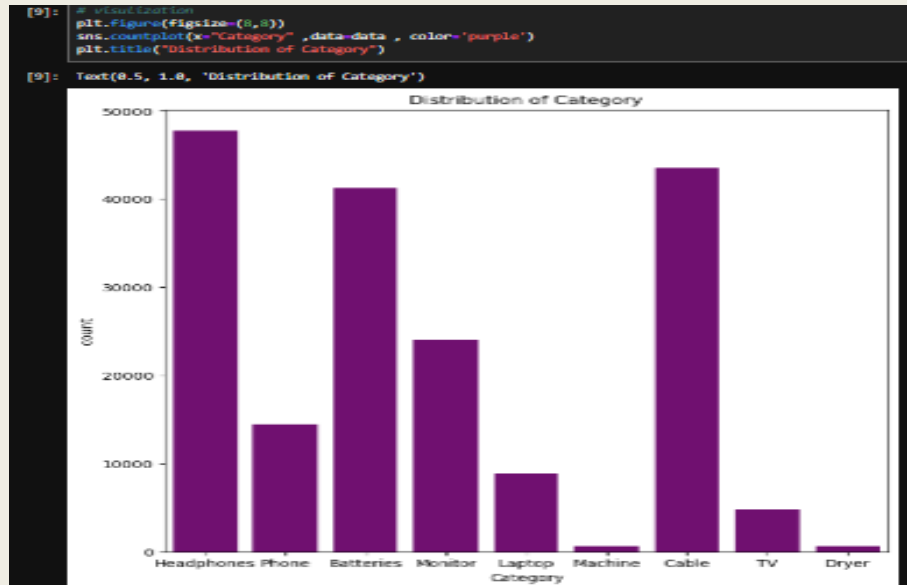 [9]: # visulization
plt.figure(figsize=(8,8))
sns.countplot(x="Category" ,data=data , color='purple')
plt.title("Distribution of Category")
[9]: Text(0.5, 1.0, 'Distribution of Category')
Distribution of Category
50000
40000
30000
20000
10000
0
count
Headphones Phone Batteries Monitor Laptop Machine Cable TV Dryer
Category